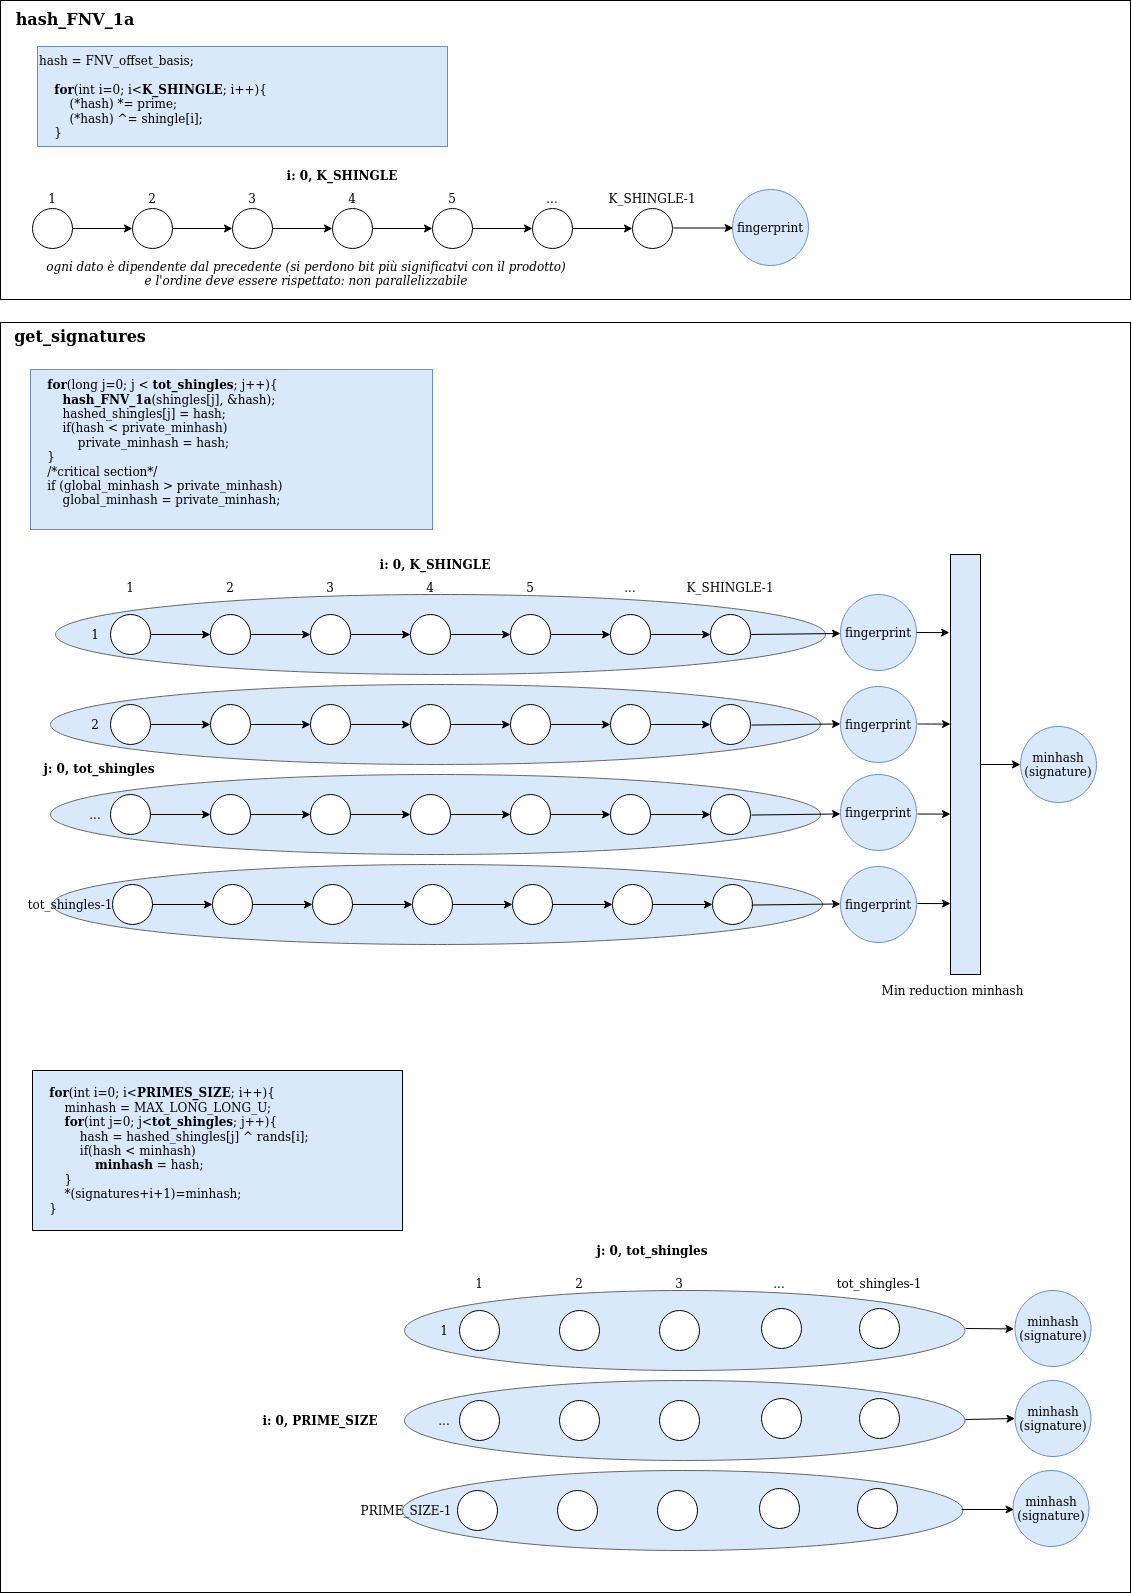 hash_FNV_1a
hash = FNV_offset_basis;
for(int i=0; i<K_SHINGLE; i++){
(*hash) *= prime;
(*hash) ^= shingle[i];
}
i: 0, K_SHINGLE
1 2 3 4 5 ... K_SHINGLE-1
fingerprint
ogni dato è dipendente dal precedente (si perdono bit più significatvi con il prodotto)
e l'ordine deve essere rispettato: non parallelizzabile
get_signatures
for(long j=0; j < tot_shingles; j++){
hash_FNV_1a(shingles[j], &hash);
hashed_shingles[j] = hash;
if(hash < private_minhash)
private_minhash = hash;
}
/*critical section*/
if (global_minhash > private_minhash)
global_minhash = private_minhash;
i: 0, K_SHINGLE
1 2 3 4 5 ... K_SHINGLE-1
1 fingerprint
2 fingerprint
minhash
(signature)
j: 0, tot_shingles
... fingerprint
tot_shingles-1 fingerprint
Min reduction minhash
for(int i=0; i<PRIMES_SIZE; i++){
minhash = MAX_LONG_LONG_U;
for(int j=0; j<tot_shingles; j++){
hash = hashed_shingles[j] ^ rands[i];
if(hash < minhash)
minhash = hash;
}
*(signatures+i+1)=minhash;
}
j: 0, tot_shingles
1 2 3 ... tot_shingles-1
1 minhash
(signature)
i: 0, PRIME_SIZE ... minhash
(signature)
PRIME_SIZE-1 minhash
(signature)